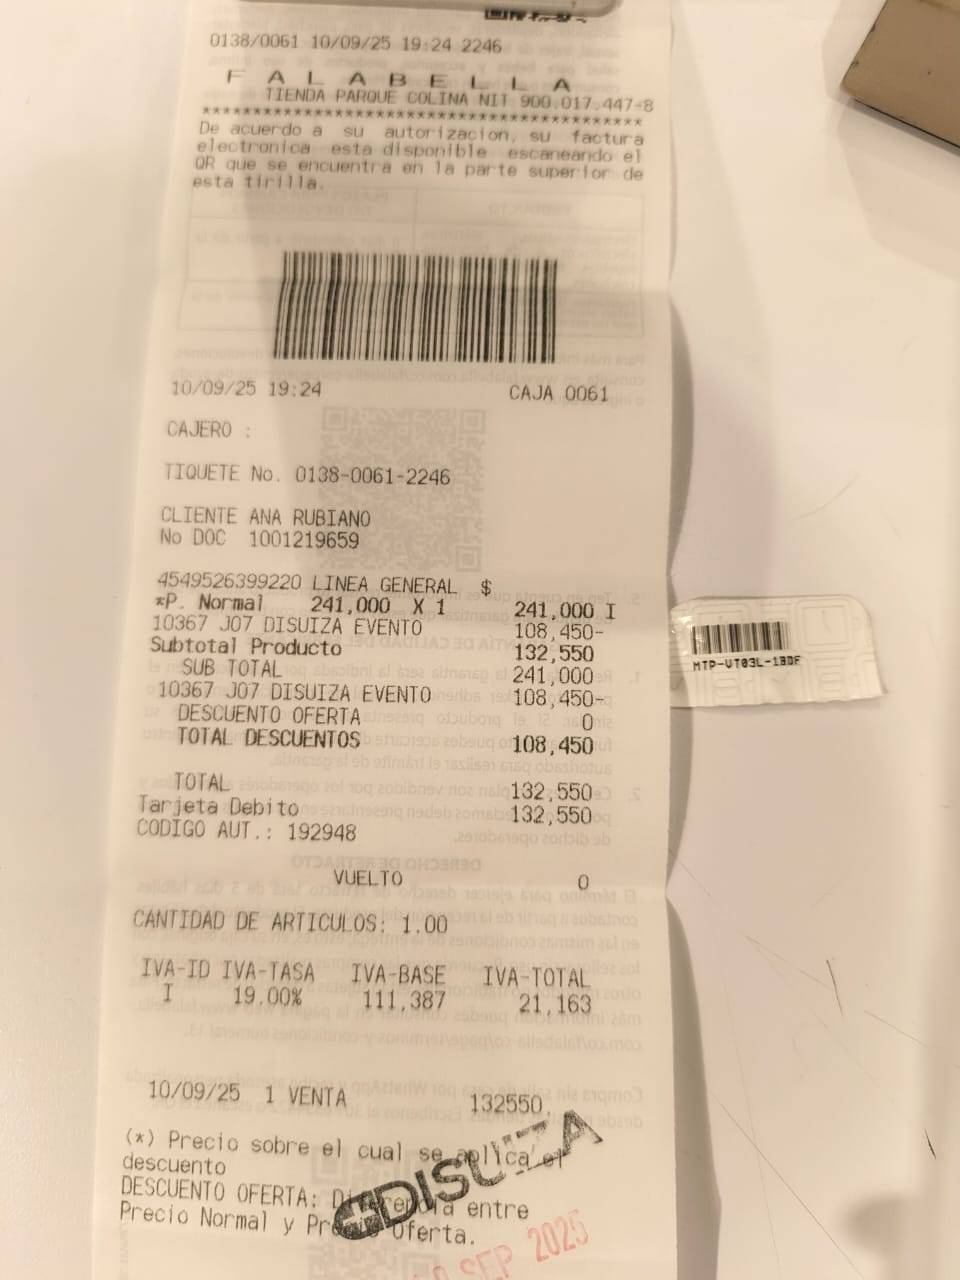 0138/0061 10/09/25 19:24 2246
F A L A B E L L A
TIENDA PARQUE COLINA NIT 900.017.447-8
******************************************
De acuerdo a su autorizacion, su factura
electronica esta disponible escaneando el
QR que se encuentra en la parte superior de
esta tirilla.
10/09/25 19:24 CAJA 0061
CAJERO :
TIQUETE No. 0138-0061-2246
CLIENTE ANA RUBIANO
No DOC 1001219659
4549526399220 LINEA GENERAL $
*P. Normal 241,000 X 1 241,000 I
10367 J07 DISUIZA EVENTO 108,450-
Subtotal Producto 132,550
SUB TOTAL 241,000
10367 J07 DISUIZA EVENTO 108,450-
DESCUENTO OFERTA 0
TOTAL DESCUENTOS 108,450
TOTAL 132,550
Tarjeta Debito 132,550
CODIGO AUT.: 192948
VUELTO 0
CANTIDAD DE ARTICULOS: 1.00
IVA-ID IVA-TASA IVA-BASE IVA-TOTAL
I 19.00% 111,387 21,163
10/09/25 1 VENTA 132550.
(*) Precio sobre el cual se aplica el
descuento
DESCUENTO OFERTA: Diferencia entre
Precio Normal y Precio Oferta.
DISUIZA
SEP 2025
MTP-VT03L-1BDF